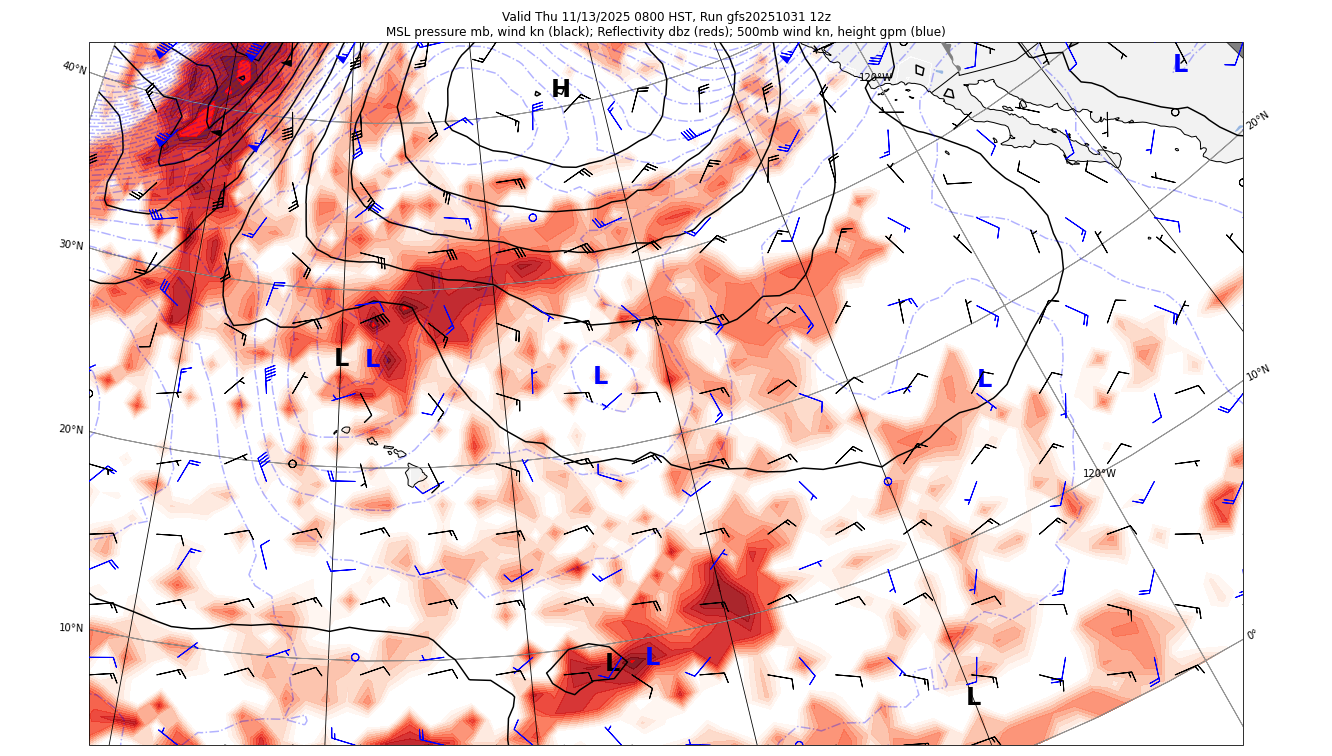 Valid Thu 11/13/2025 0800 HST, Run gfs20251031 12z
MSL pressure mb, wind kn (black); Reflectivity dbz (reds); 500mb wind kn, height gpm (blue)
40°N
H
120°W
L
20°N
30°N
L
L
L
L
10°N
20°N
120°W
10°N
0°
L
L
L